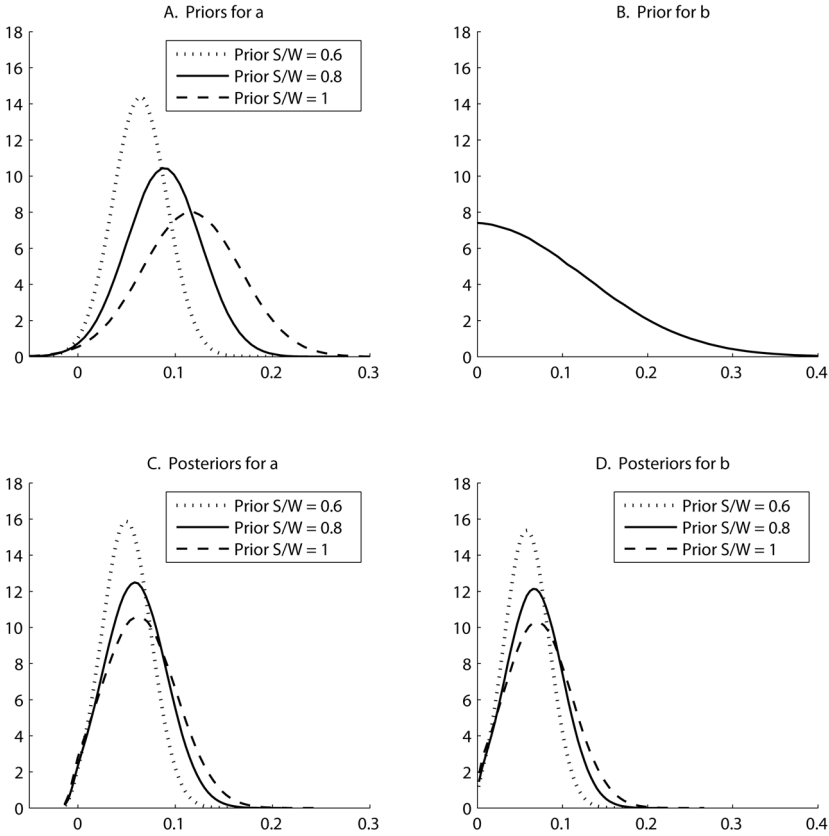 A. Priors for a
18
16
14
12
10
8
6
4
2
0
Prior S/W = 0.6
Prior S/W = 0.8
Prior S/W = 1
0 0.1 0.2 0.3
B. Prior for b
18
16
14
12
10
8
6
4
2
0
0 0.1 0.2 0.3 0.4
C. Posteriors for a
18
16
14
12
10
8
6
4
2
0
Prior S/W = 0.6
Prior S/W = 0.8
Prior S/W = 1
0 0.1 0.2 0.3
D. Posteriors for b
18
16
14
12
10
8
6
4
2
0
Prior S/W = 0.6
Prior S/W = 0.8
Prior S/W = 1
0 0.1 0.2 0.3 0.4